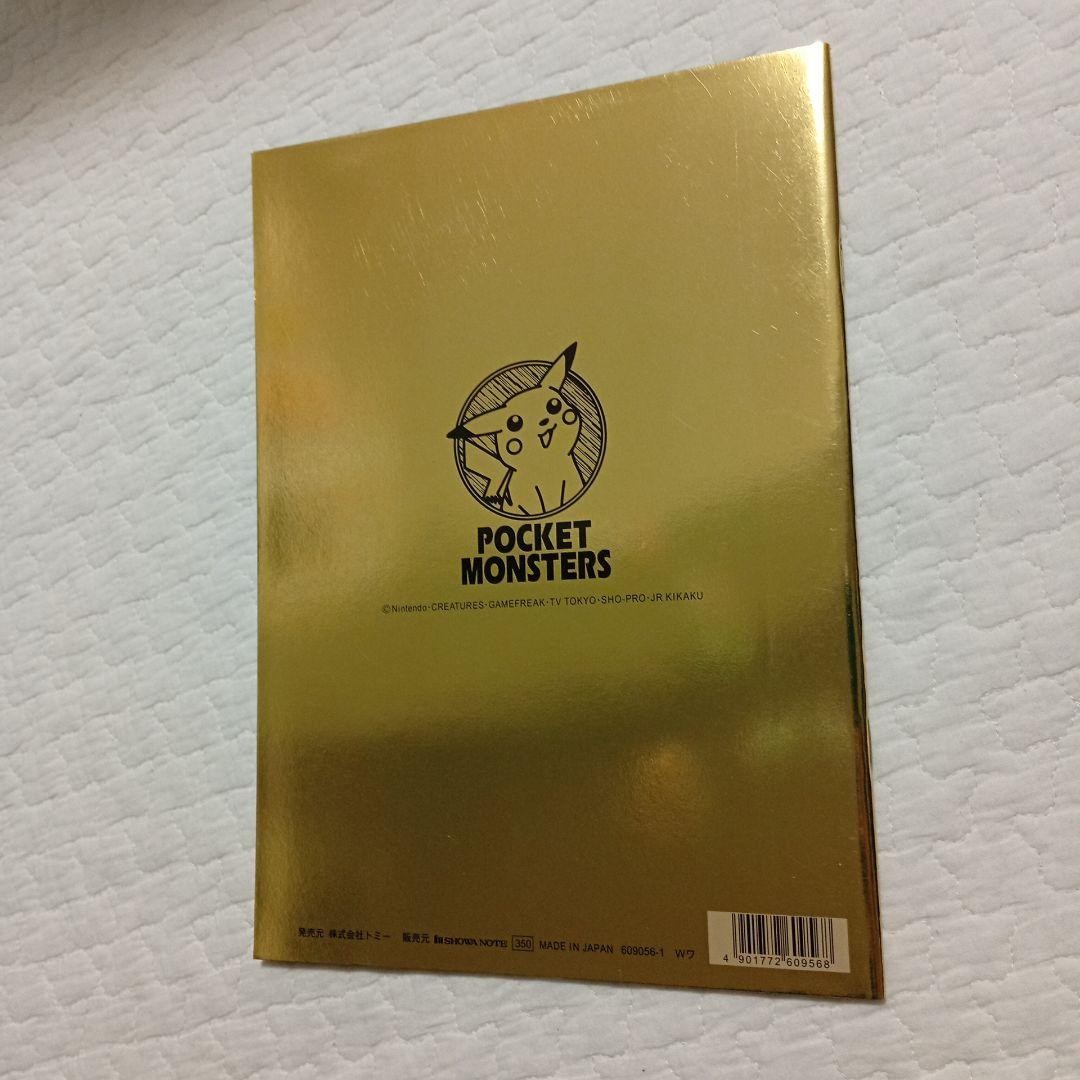 POCKET
MONSTERS
©Nintendo・CREATURES・GAMEFREAK・TV TOKYO・SHO-PRO・JR KIKAKU
発売元 株式会社トミー 販売元 SHOWA NOTE 350 MADE IN JAPAN 609056-1 Wワ
4 901772 609568